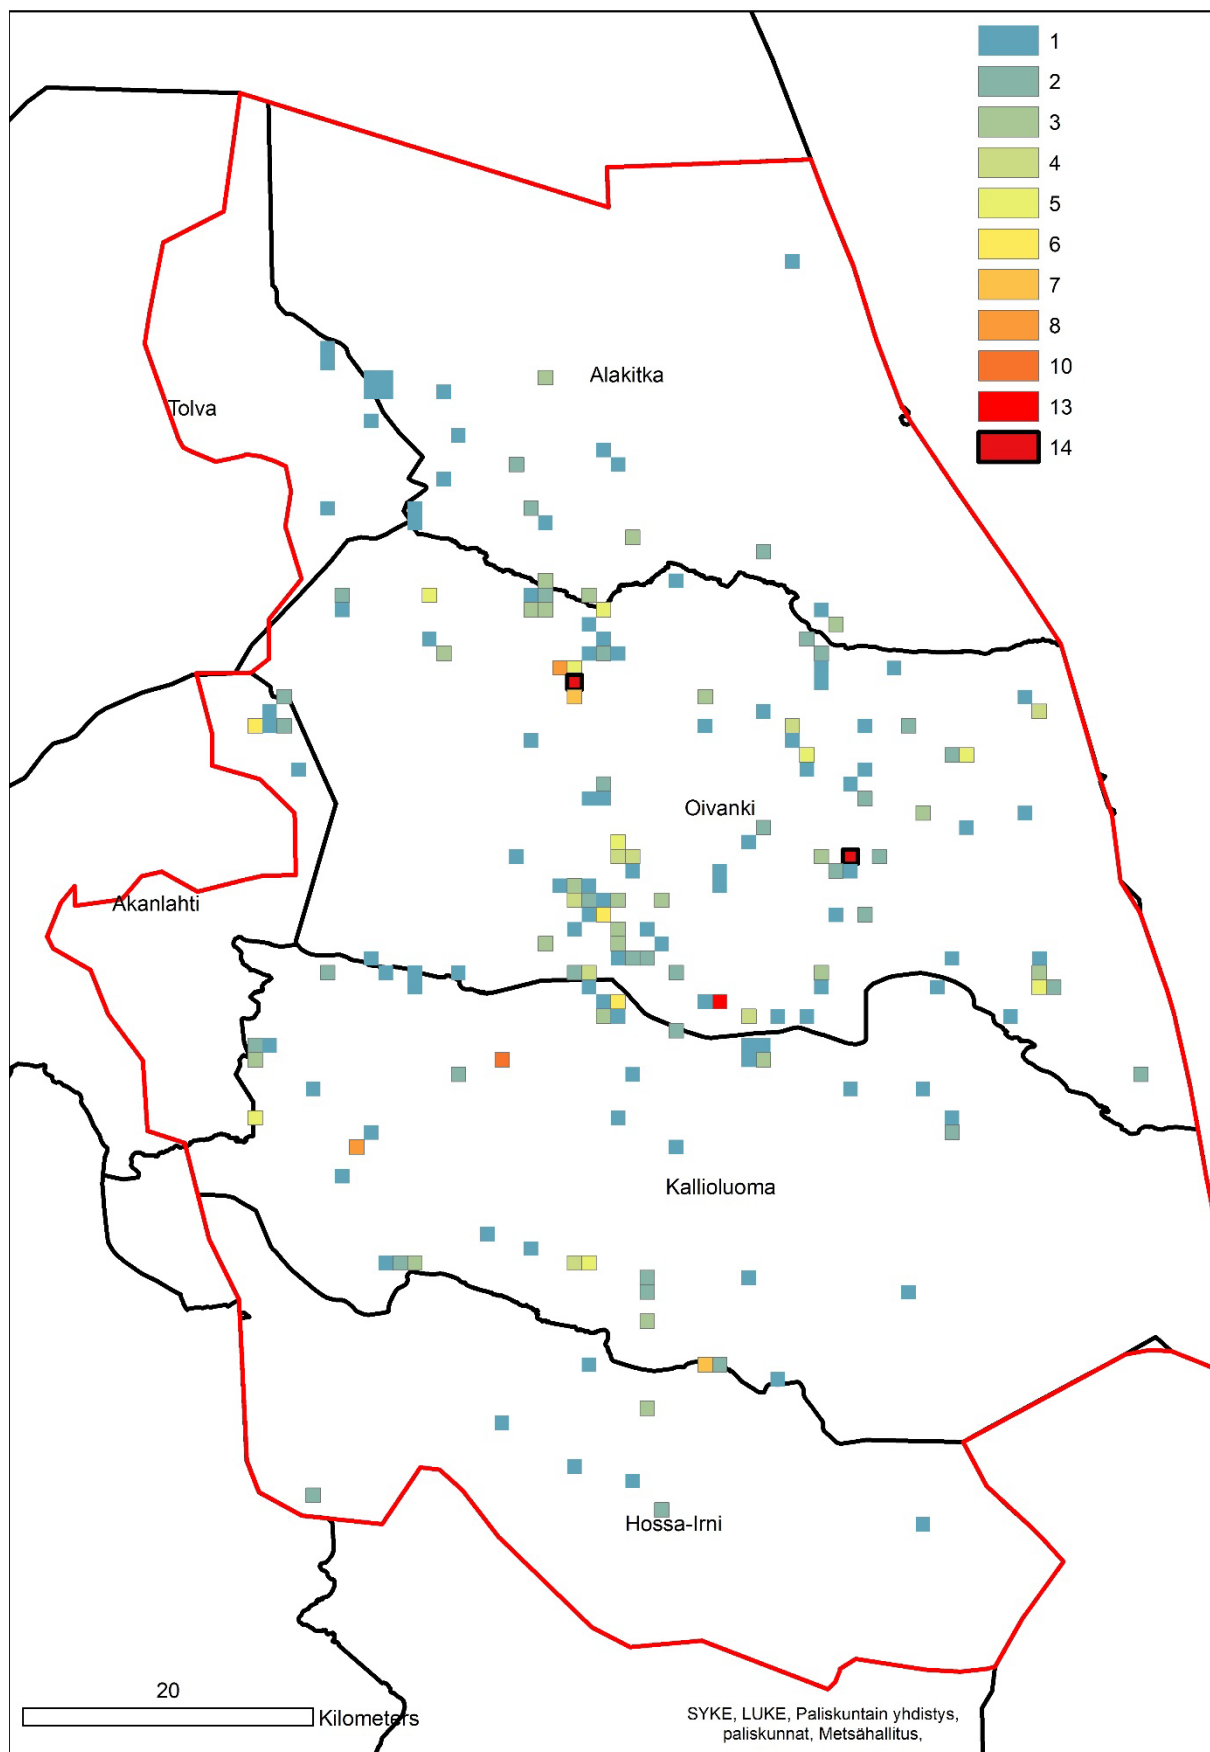 1
2
3
4
5
6
7
8
10
13
14
Alakitka
Tolva
Oivanki
Akanlahti
Kallioluoma
Hossa-Irni
20
Kilometers
SYKE, LUKE, Paliskuntain yhdistys,
paliskunnat, Metsähallitus,